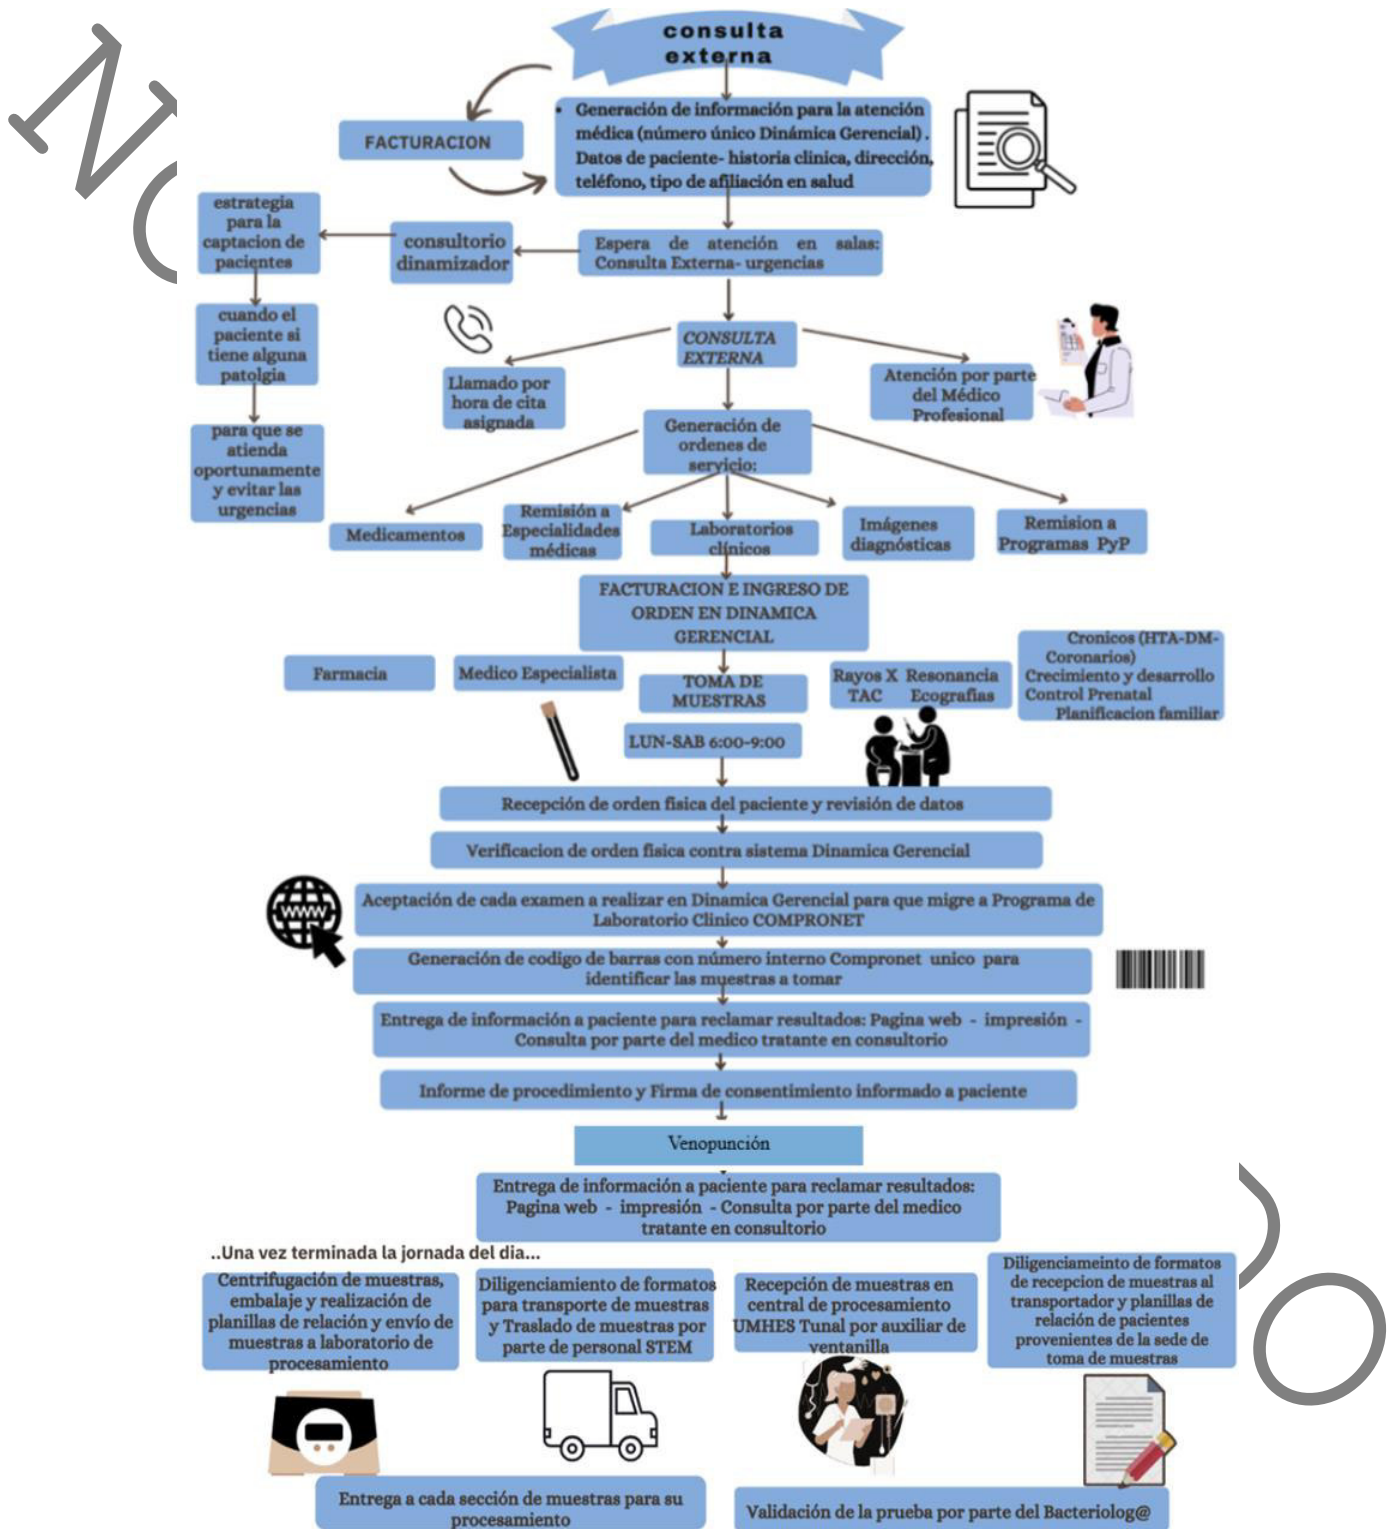 consulta
externa
• Generación de información para la atención
médica (número único Dinámica Gerencial) .
Datos de paciente- historia clinica, dirección,
teléfono, tipo de afiliación en salud
FACTURACION
estrategia
para la
captacion de
pacientes
consultorio
dinamizador
Espera de atención en salas:
Consulta Externa- urgencias
cuando el
paciente si
tiene alguna
patolgia
CONSULTA
EXTERNA
Llamado por
hora de cita
asignada
Atención por parte
del Médico
Profesional
para que se
atienda
oportunamente
y evitar las
urgencias
Generación de
ordenes de
servicio:
Medicamentos
Remisión a
Especialidades
médicas
Laboratorios
clínicos
Imágenes
diagnósticas
Remision a
Programas PyP
FACTURACION E INGRESO DE
ORDEN EN DINAMICA
GERENCIAL
Farmacia
Medico Especialista
TOMA DE
MUESTRAS
Rayos X Resonancia
TAC Ecografias
Cronicos (HTA-DM-
Coronarios)
Crecimiento y desarrollo
Control Prenatal
Planificacion familiar
LUN-SAB 6:00-9:00
Recepción de orden física del paciente y revisión de datos
Verificacion de orden fisica contra sistema Dinamica Gerencial
WWW
Aceptación de cada examen a realizar en Dinamica Gerencial para que migre a Programa de
Laboratorio Clinico COMPRONET
Generación de codigo de barras con número interno Compronet unico para
identificar las muestras a tomar
Entrega de información a paciente para reclamar resultados: Pagina web - impresión -
Consulta por parte del medico tratante en consultorio
Informe de procedimiento y Firma de consentimiento informado a paciente
Venopunción
Entrega de información a paciente para reclamar resultados:
Pagina web - impresión - Consulta por parte del medico
tratante en consultorio
..Una vez terminada la jornada del dia...
Centrifugación de muestras,
embalaje y realización de
planillas de relación y envío de
muestras a laboratorio de
procesamiento
Diligenciamiento de formatos
para transporte de muestras
y Traslado de muestras por
parte de personal STEM
Recepción de muestras en
central de procesamiento
UMHES Tunal por auxiliar de
ventanilla
Diligenciameinto de formatos
de recepcion de muestras al
transportador y planillas de
relación de pacientes
provenientes de la sede de
toma de muestras
Entrega a cada sección de muestras para su
procesamiento
Validación de la prueba por parte del Bacteriolog@